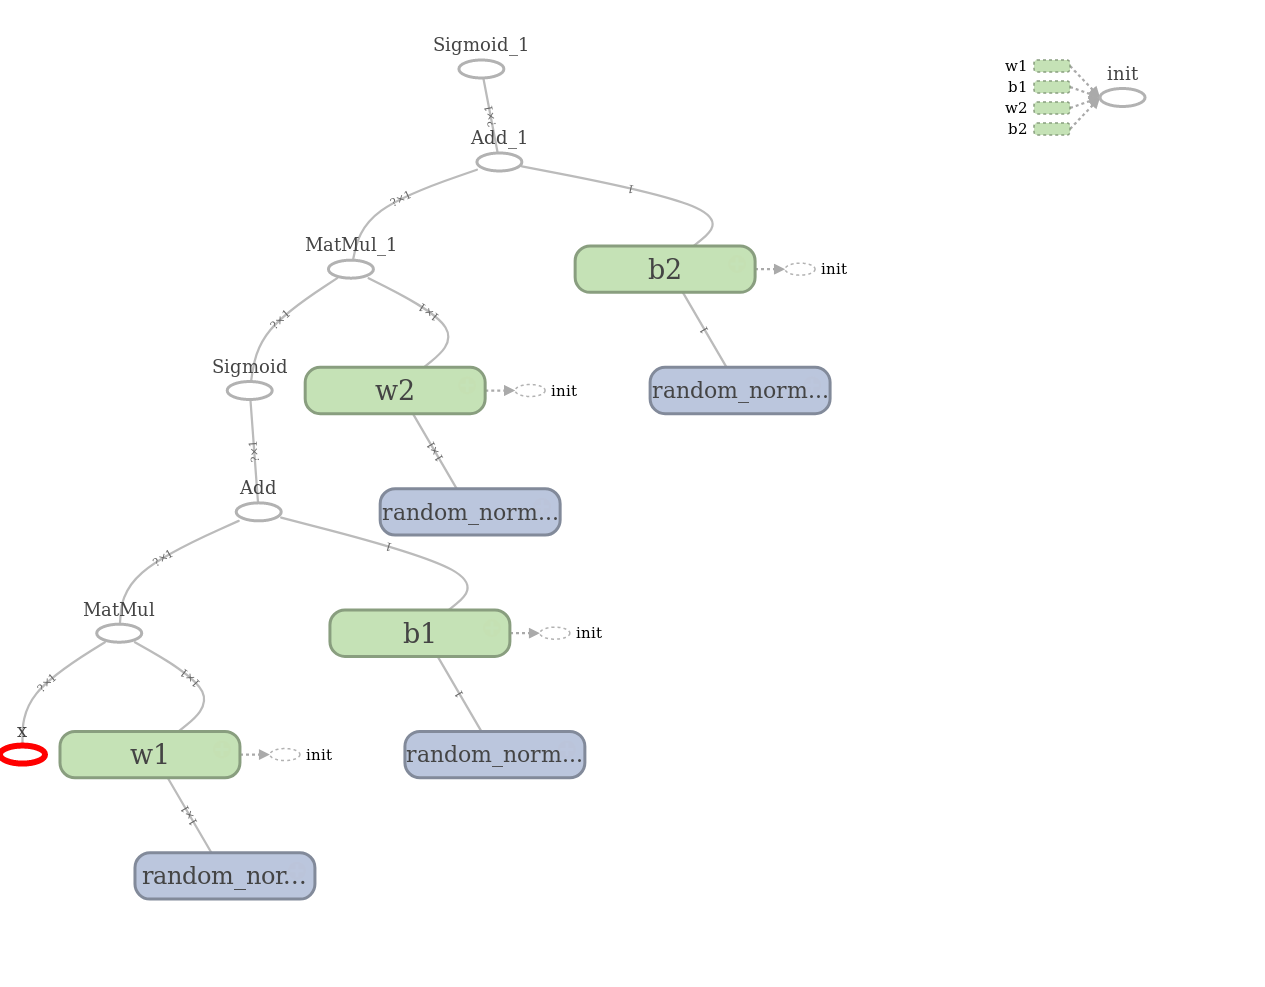 Sigmoid_1
?×1
Add_1
?×1
1
MatMul_1
b2
init
?×1
1×1
1
Sigmoid
w2
init
random_norm...
?×1
1×1
Add
random_norm...
?×1
1
MatMul
b1
init
?×1
1×1
1
x
w1
init
random_norm...
1×1
random_nor...
w1
b1
w2
b2
init